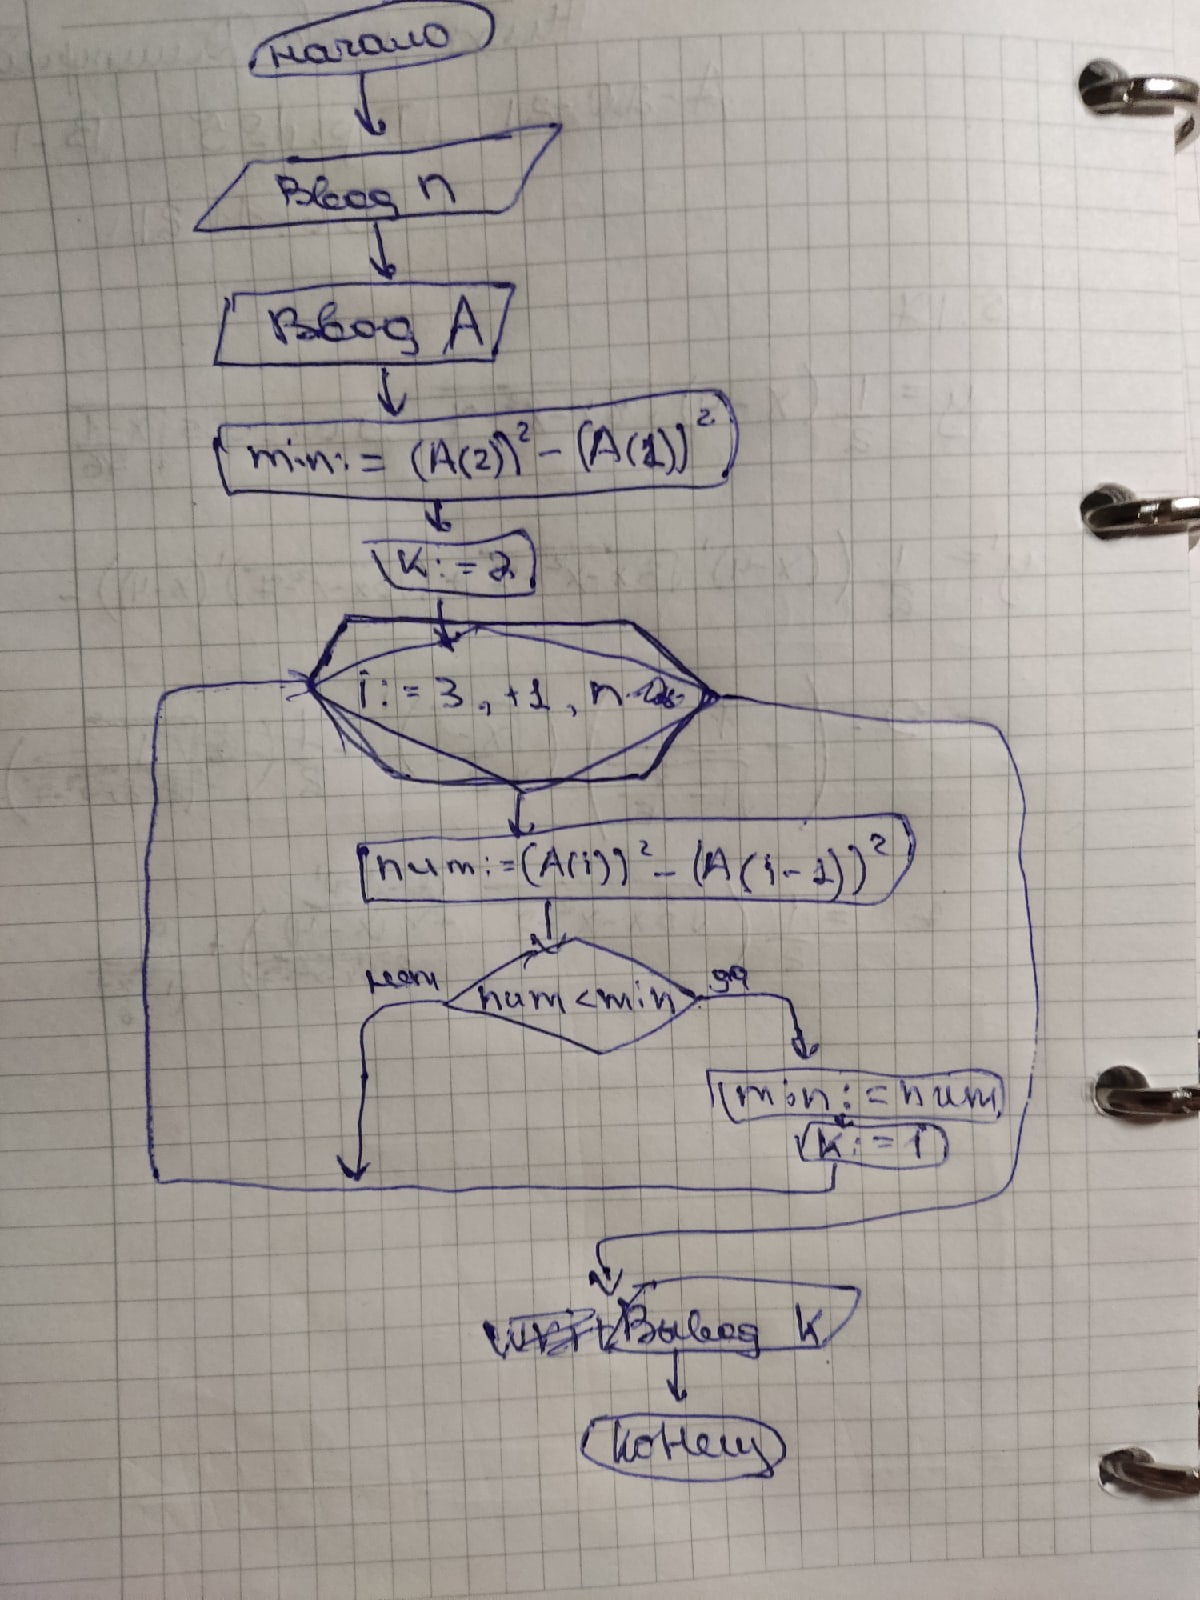 начало
Ввод n
Ввод A
min:= (A(2))² - (A(1))²
K:=2
i:=3, +1, n
num:=(A(i))² - (A(i-1))²
нет
num<min
да
min:=num
K:=i
Вывод K
конец